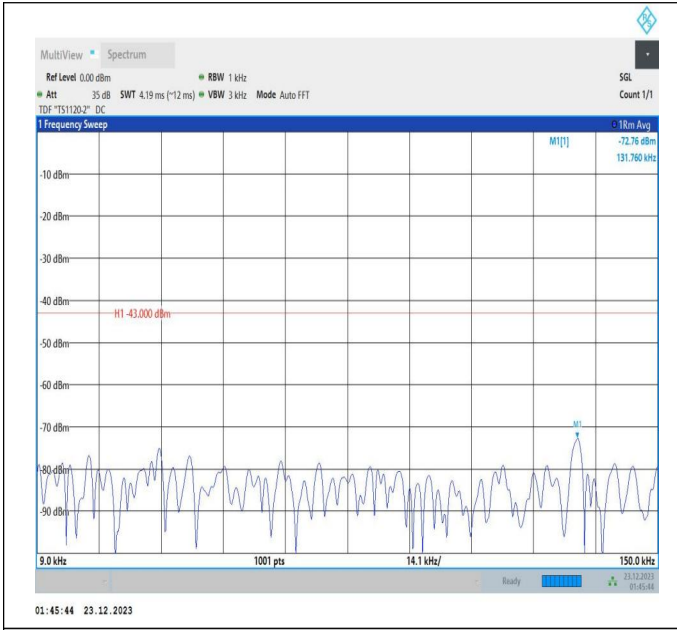 R S
MultiView Spectrum
Ref Level 0.00 dBm RBW 1 kHz SGL
Att 35 dB SWT 4.19 ms (~12 ms) VBW 3 kHz Mode Auto FFT Count 1/1
TDF "TS1120-2" DC
1 Frequency Sweep 1Rm Avg
M1[1] -72.76 dBm
131.760 kHz
-10 dBm
-20 dBm
-30 dBm
-40 dBm
H1 -43.000 dBm
-50 dBm
-60 dBm
-70 dBm
M1
-80 dBm
-90 dBm
9.0 kHz 1001 pts 14.1 kHz/ 150.0 kHz
Ready 23.12.2023
01:45:44
01:45:44 23.12.2023